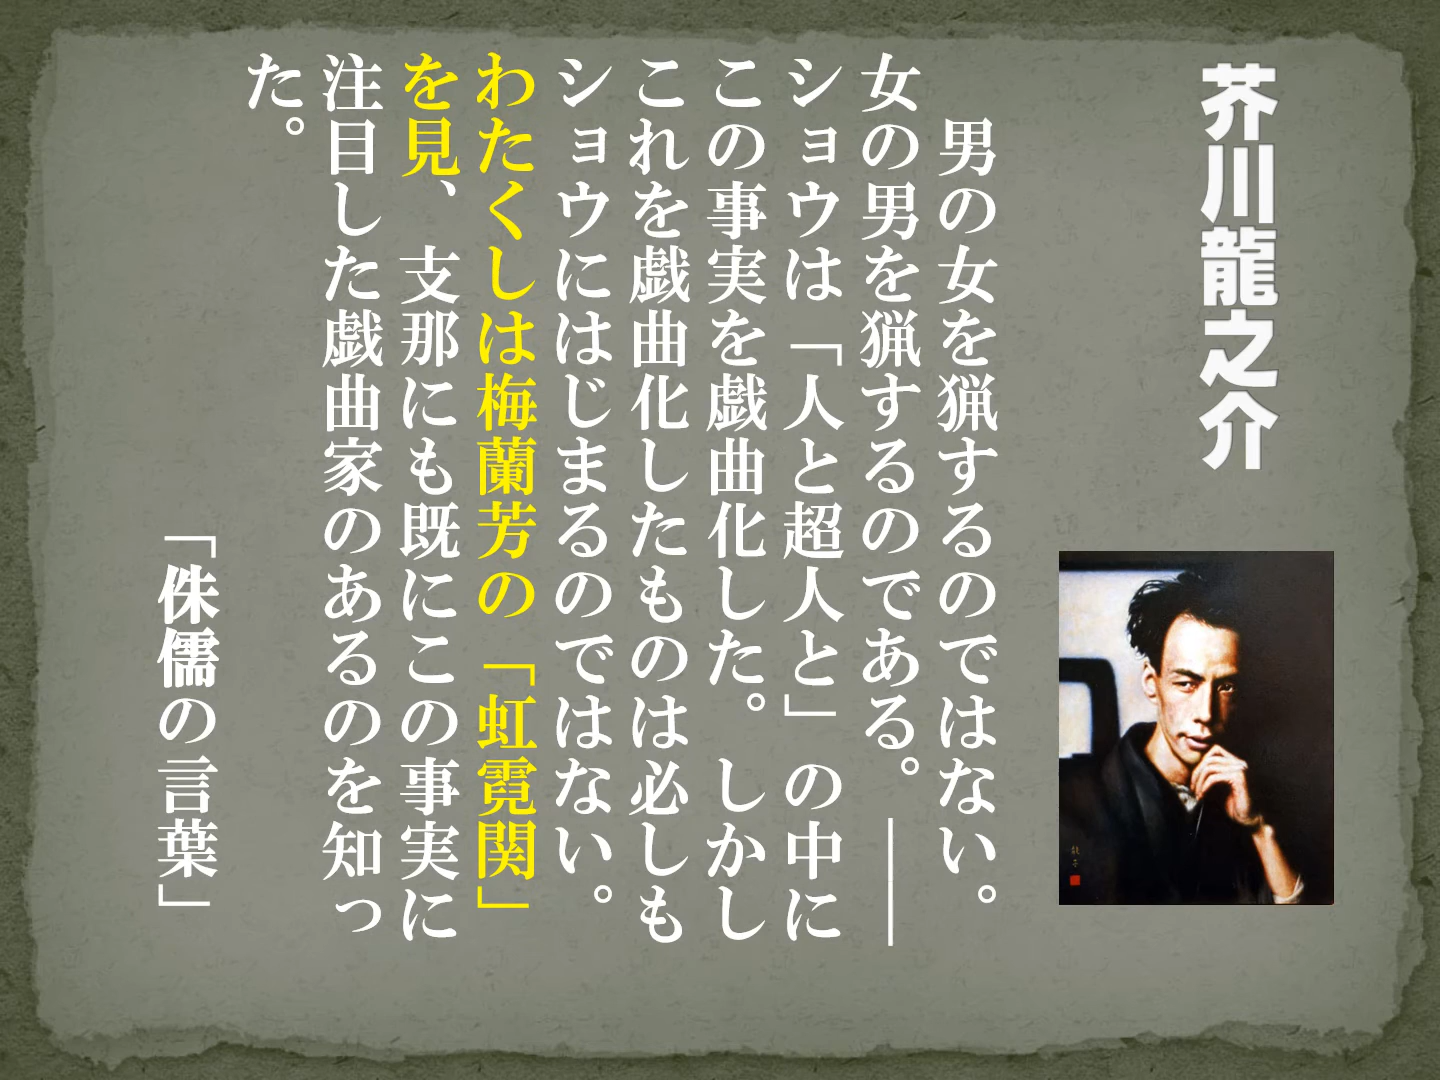 芥川龍之介
男の女を猟するのではない。
女の男を猟するのである。――
ショウは「人と超人と」の中に
この事実を戯曲化した。しかし
これを戯曲化したものは必しも
ショウにはじまるのではない。
わたくしは梅蘭芳の「虹霓関」
を見、支那にも既にこの事実に
注目した戯曲家のあるのを知っ
た。
「侏儒の言葉」